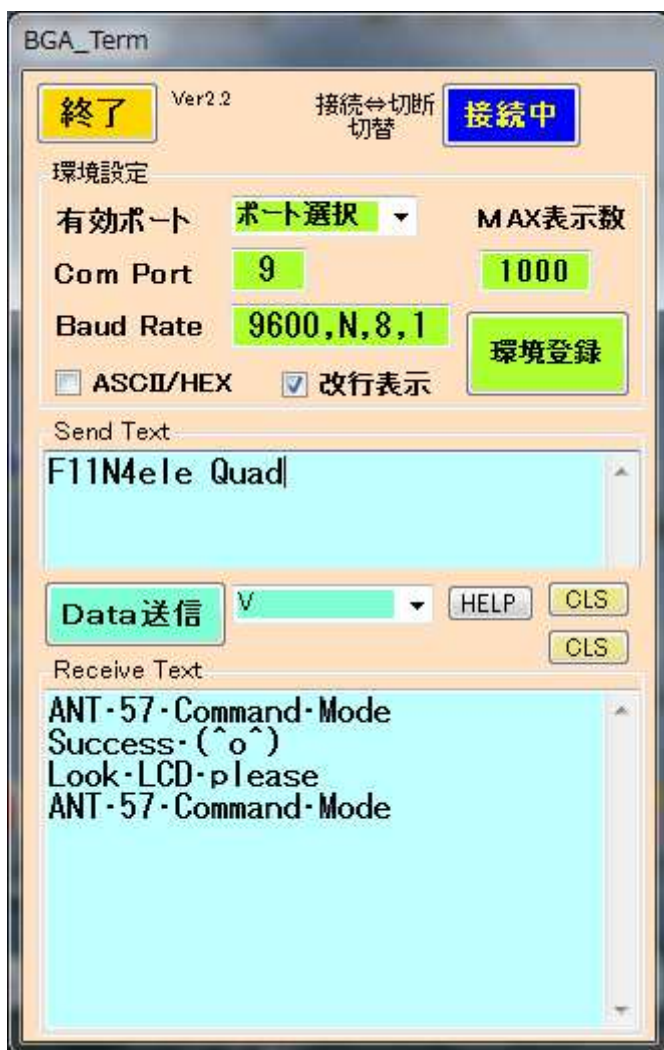 BGA_Term
終了
Ver2.2
接続⇔切断
切替
接続中
環境設定
有効ポート
ポート選択
MAX表示数
Com Port
9
1000
Baud Rate
9600,N,8,1
環境登録
ASCII/HEX
改行表示
Send Text
F11N4ele Quad
Data送信
V
HELP
CLS
CLS
Receive Text
ANT·57·Command·Mode
Success·(^o^)
Look·LCD·please
ANT·57·Command·Mode